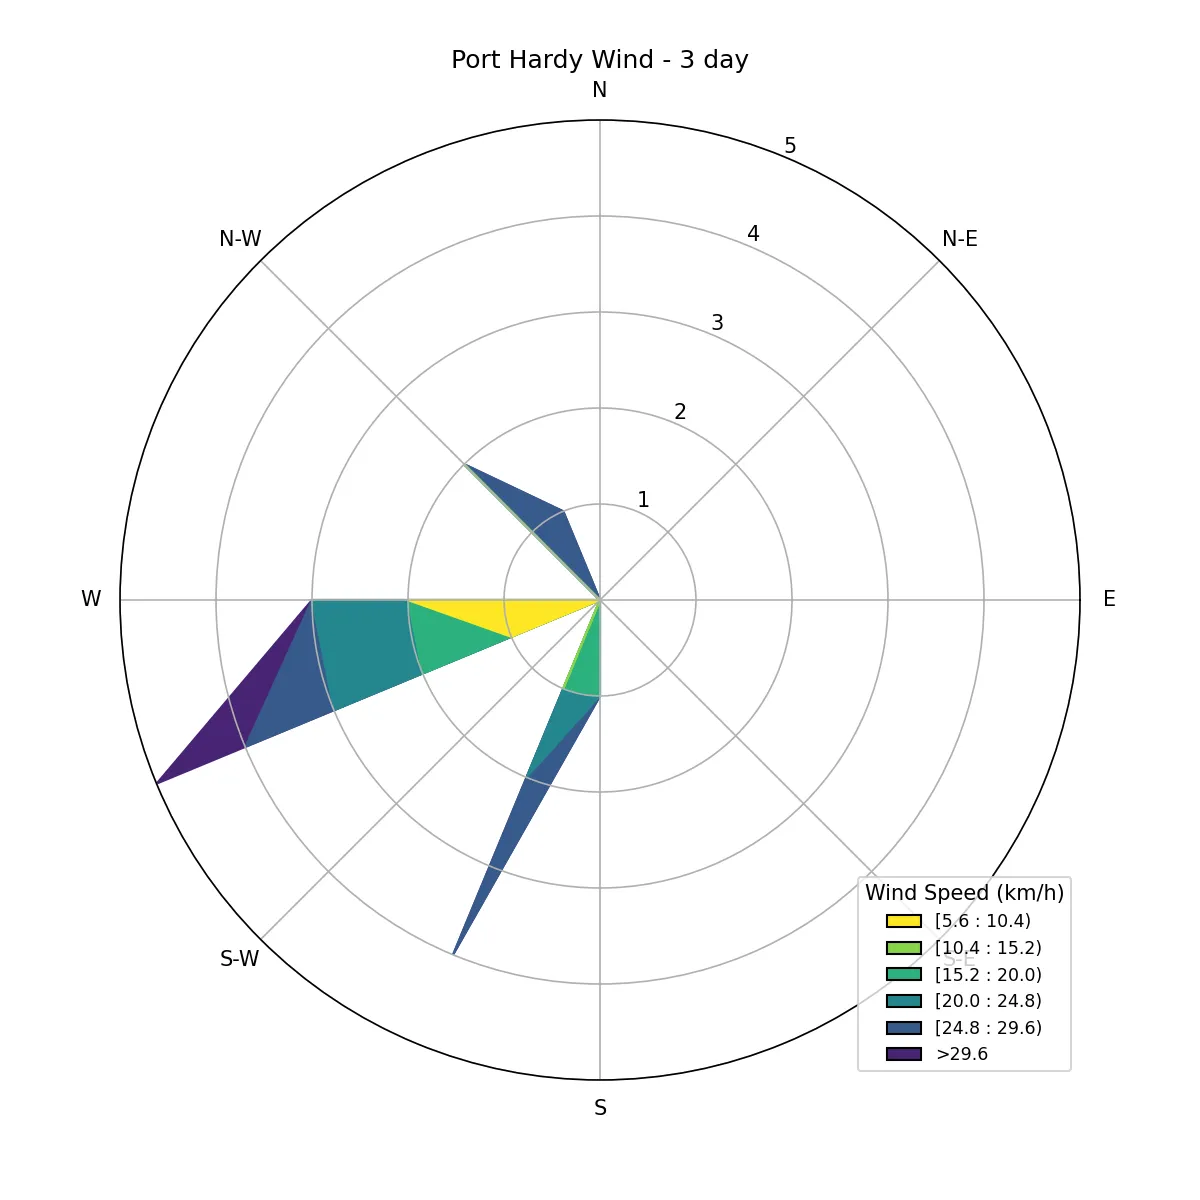 Port Hardy Wind - 3 day
N
5
N-W
N-E
4
3
2
1
W
E
S-W
S-E
S
Wind Speed (km/h)
[5.6 : 10.4)
[10.4 : 15.2)
[15.2 : 20.0)
[20.0 : 24.8)
[24.8 : 29.6)
>29.6